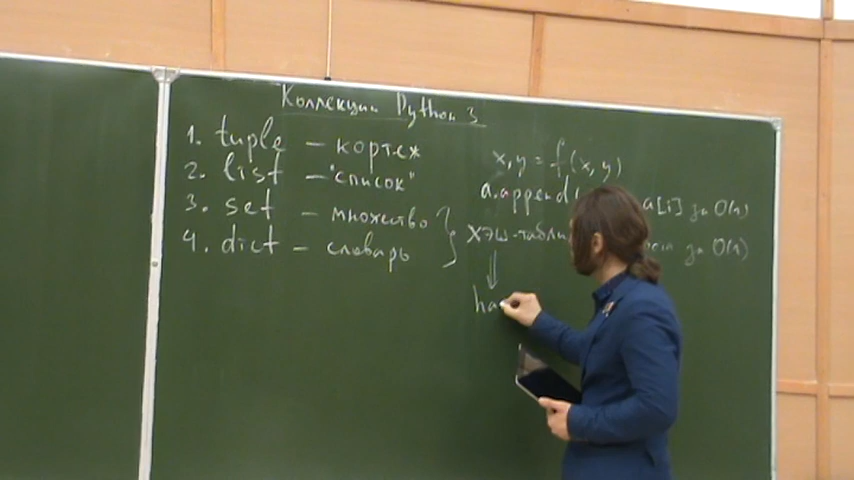 Коллекции Python 3
1. tuple – кортеж
2. list – "список"
3. set – множество
4. dict – словарь
x, y = f(x, y)
a.append( a[i] за O(1)
хэш-табли за O(1)
ha